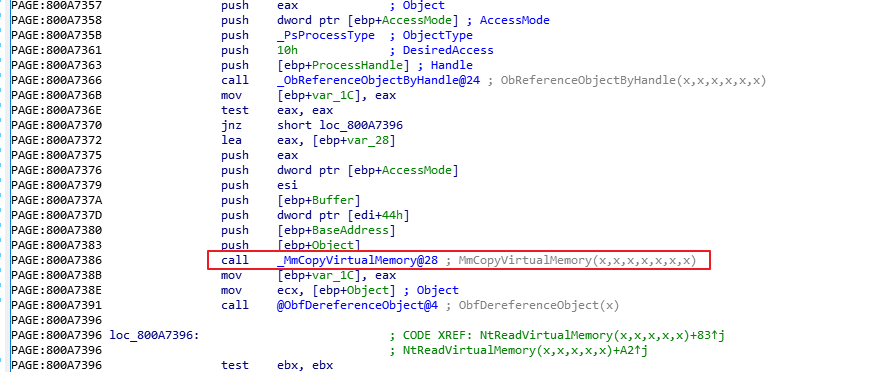 PAGE:800A7357 push eax ; Object
PAGE:800A7358 push dword ptr [ebp+AccessMode] ; AccessMode
PAGE:800A735B push _PsProcessType ; ObjectType
PAGE:800A7361 push 10h ; DesiredAccess
PAGE:800A7363 push [ebp+ProcessHandle] ; Handle
PAGE:800A7366 call _ObReferenceObjectByHandle@24 ; ObReferenceObjectByHandle(x,x,x,x,x,x)
PAGE:800A736B mov [ebp+var_1C], eax
PAGE:800A736E test eax, eax
PAGE:800A7370 jnz short loc_800A7396
PAGE:800A7372 lea eax, [ebp+var_28]
PAGE:800A7375 push eax
PAGE:800A7376 push dword ptr [ebp+AccessMode]
PAGE:800A7379 push esi
PAGE:800A737A push [ebp+Buffer]
PAGE:800A737D push dword ptr [edi+44h]
PAGE:800A7380 push [ebp+BaseAddress]
PAGE:800A7383 push [ebp+Object]
PAGE:800A7386 call _MmCopyVirtualMemory@28 ; MmCopyVirtualMemory(x,x,x,x,x,x,x)
PAGE:800A738B mov [ebp+var_1C], eax
PAGE:800A738E mov ecx, [ebp+Object] ; Object
PAGE:800A7391 call @ObfDereferenceObject@4 ; ObfDereferenceObject(x)
PAGE:800A7396
PAGE:800A7396 loc_800A7396: ; CODE XREF: NtReadVirtualMemory(x,x,x,x,x)+83↑j
PAGE:800A7396 ; NtReadVirtualMemory(x,x,x,x,x)+A2↑j
PAGE:800A7396 test ebx, ebx